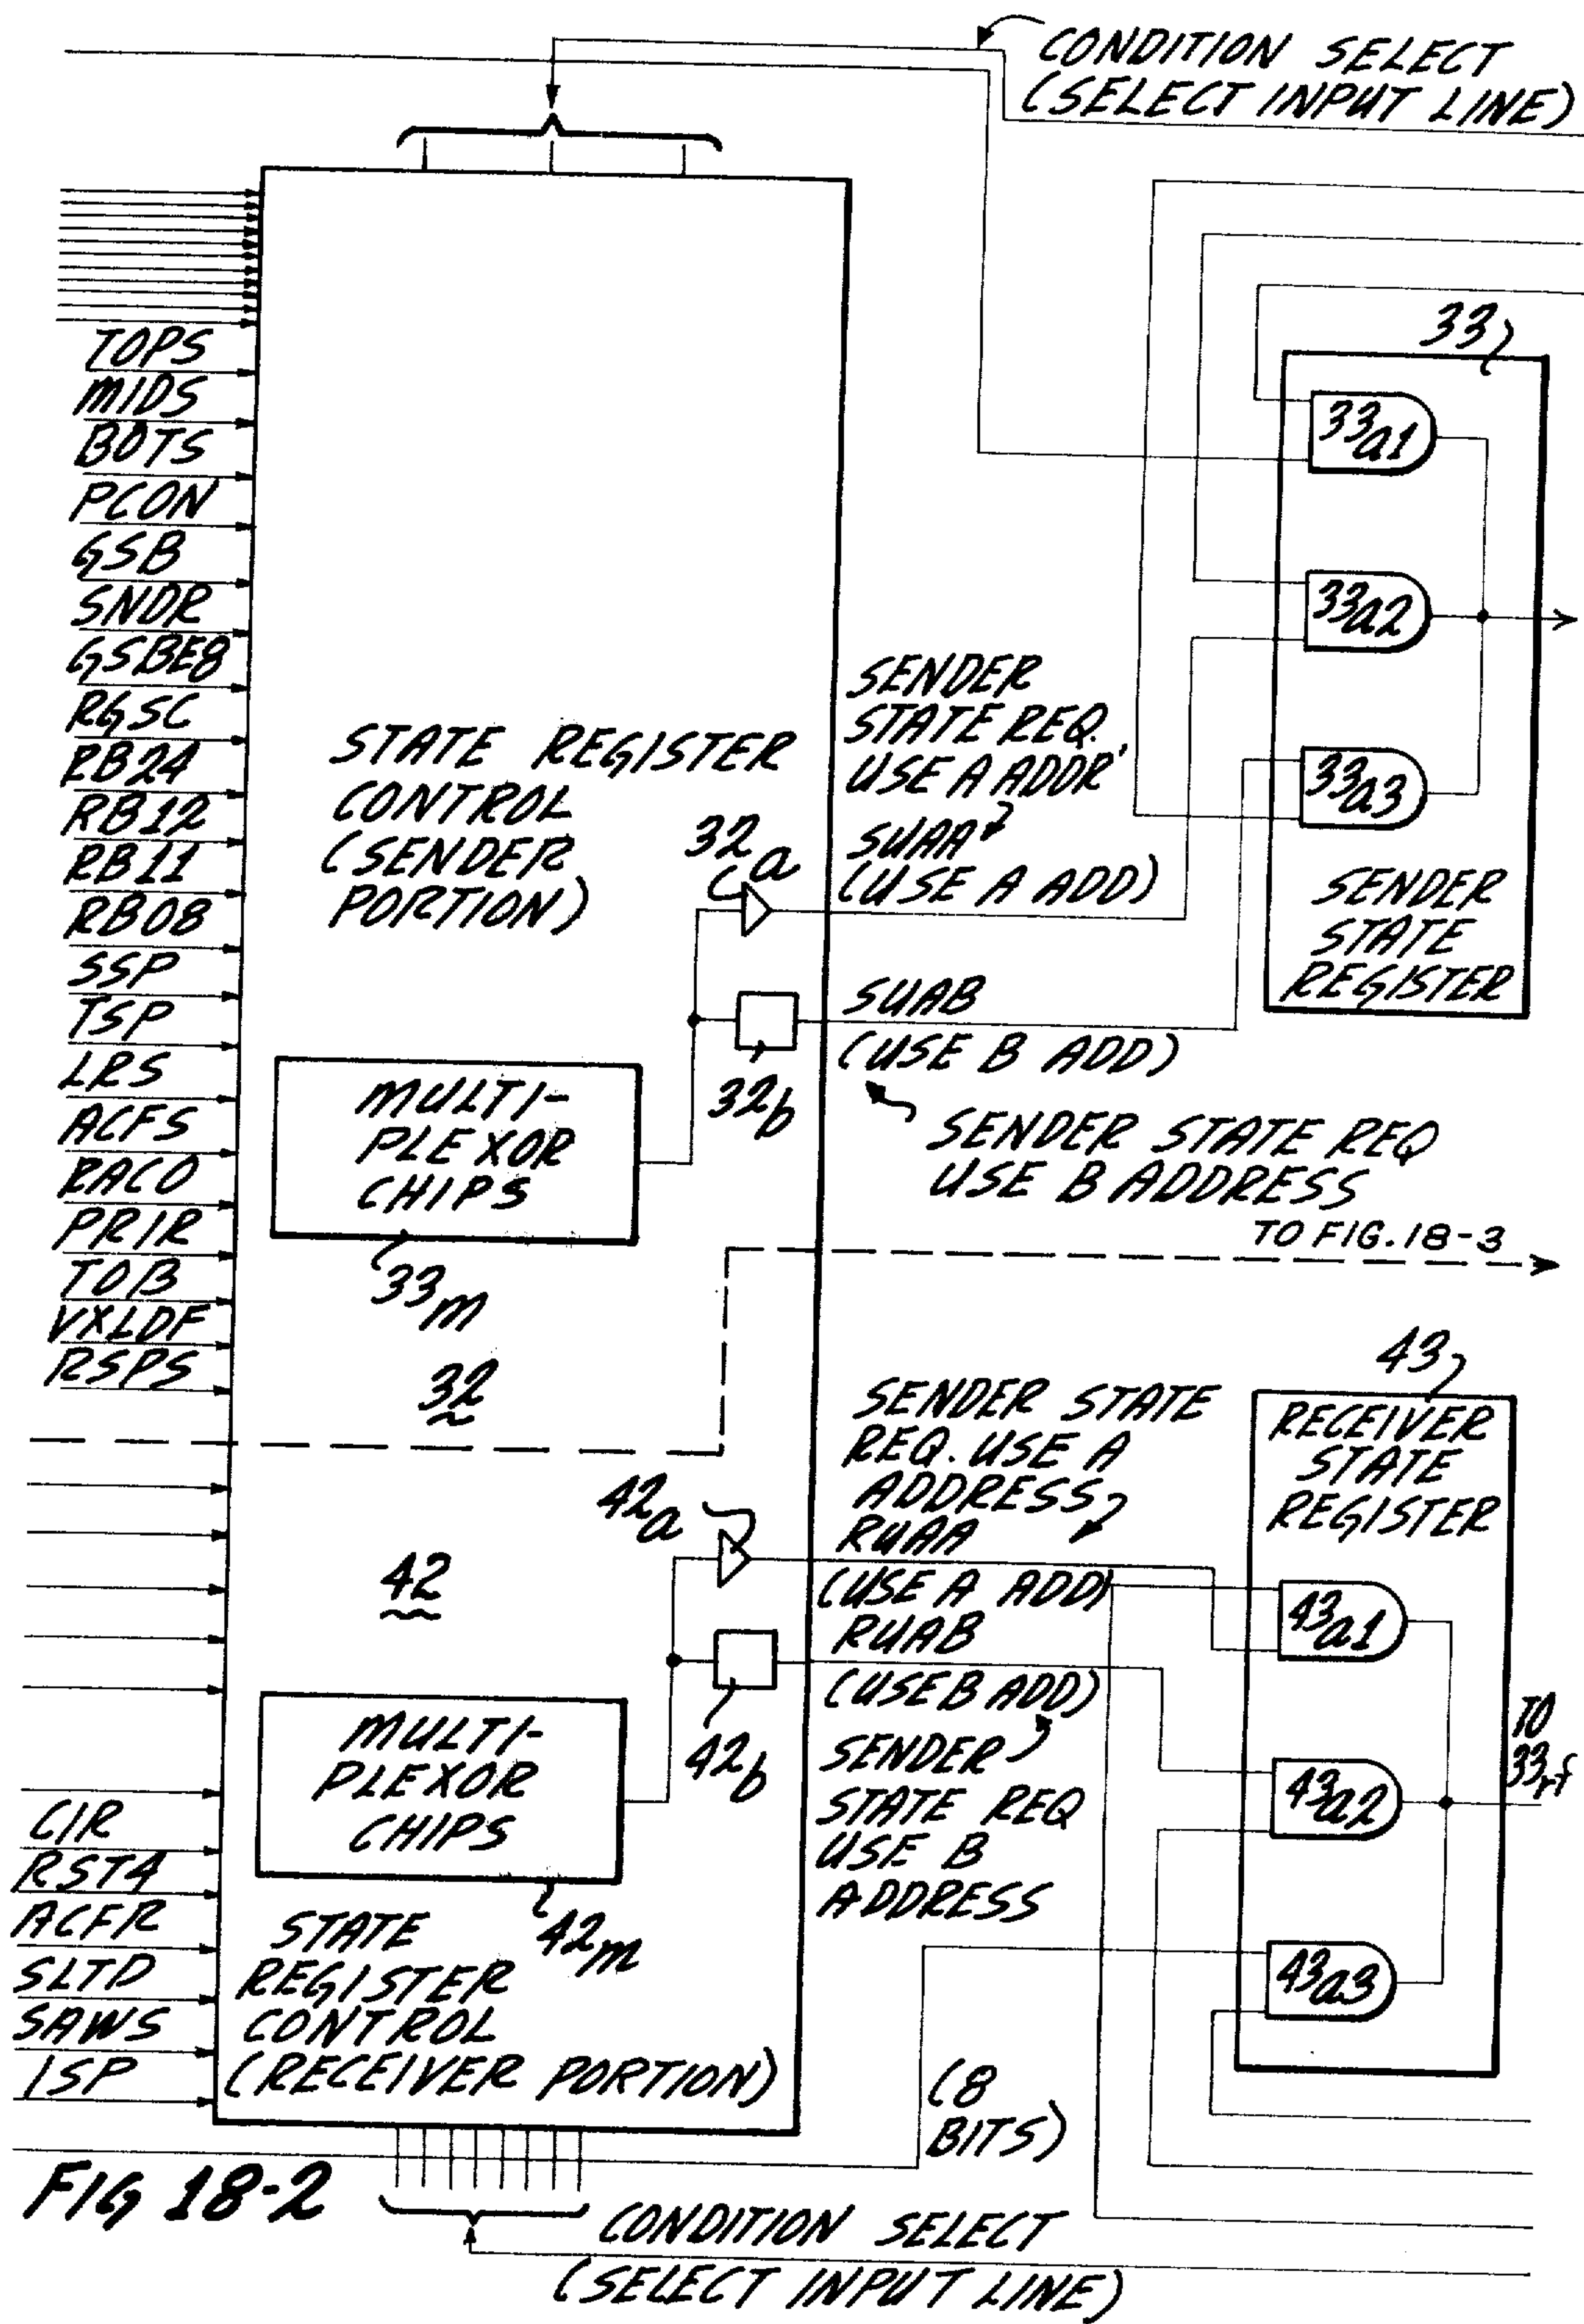 CONDITION SELECT
(SELECT INPUT LINE)
TOPS
MIDS
BOTS
PCON
GSB
SNDR
GSBE8
RGSC
RB24
RB12
RB11
RB08
SSP
TSP
LRS
ACFS
RACO
PRIR
TOB
VXLDF
RSPS
STATE REGISTER
CONTROL
(SENDER
PORTION)
32a
32b
MULTI-
PLEXOR
CHIPS
33m
32
SENDER
STATE REQ.
USE A ADDR'
SUAA
(USE A ADD)
SUAB
(USE B ADD)
SENDER STATE REQ
USE B ADDRESS
33
33a1
33a2
33a3
SENDER
STATE
REGISTER
TO FIG. 18-3
42a
42
42b
MULTI-
PLEXOR
CHIPS
42m
CIR
RST4
ACFR
SLTD
SAWS
ISP
STATE
REGISTER
CONTROL
(RECEIVER PORTION)
SENDER STATE
REQ. USE A
ADDRESS
RUAA
(USE A ADD)
RUAB
(USE B ADD)
SENDER
STATE REQ
USE B
ADDRESS
43
RECEIVER
STATE
REGISTER
43a1
43a2
43a3
TO
33rf
(8
BITS)
FIG 18-2
CONDITION SELECT
(SELECT INPUT LINE)